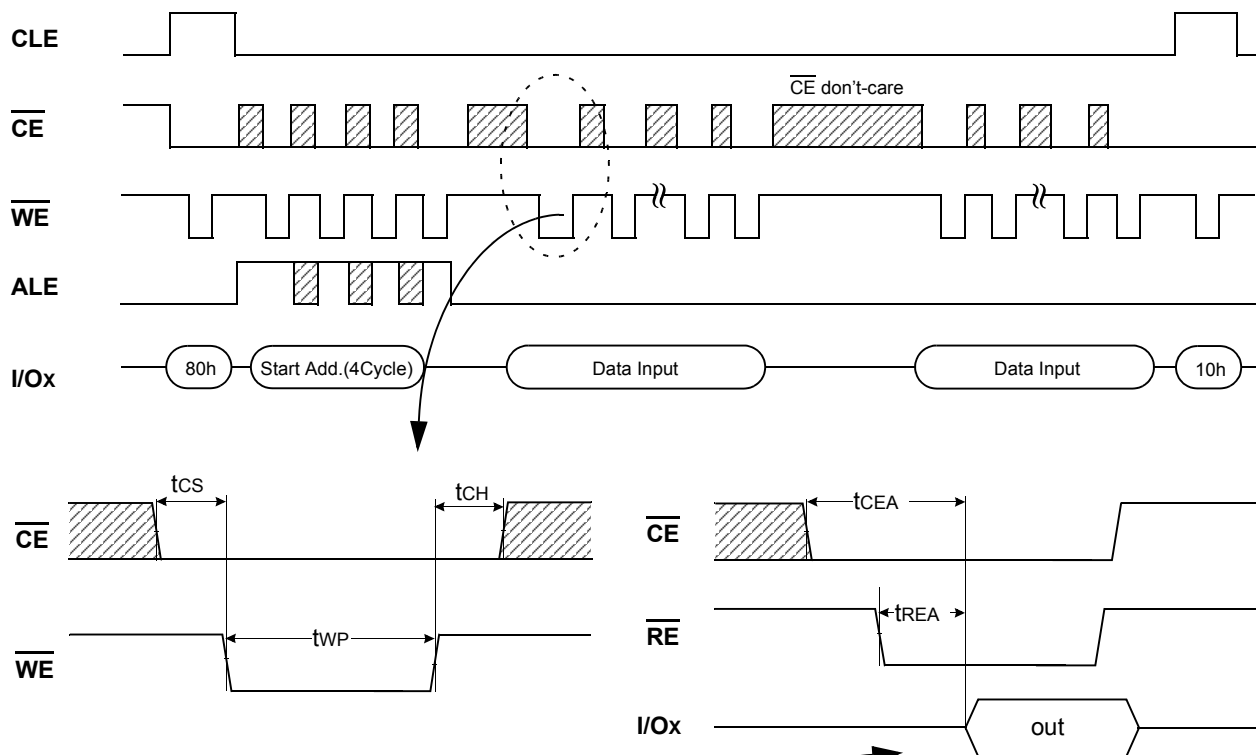 CLE
CE don't-care
CE
WE
ALE
I/Ox
80h
Start Add.(4Cycle)
Data Input
Data Input
10h
tCS
tCH
CE
tWP
WE
tCEA
CE
tREA
RE
I/Ox
out